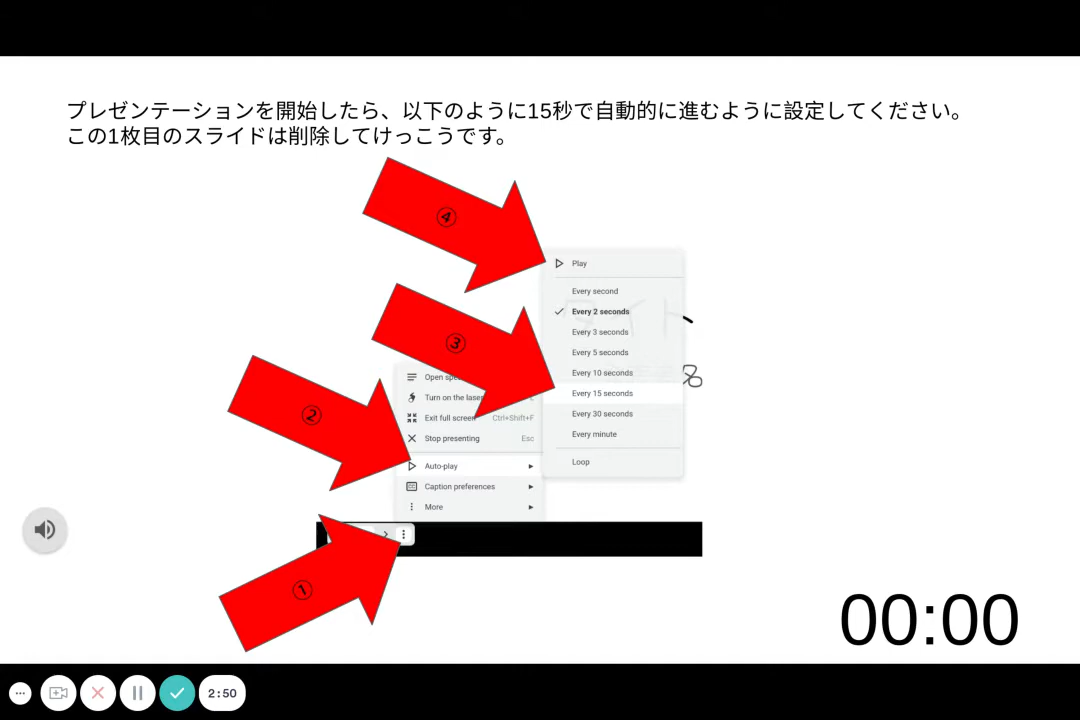 プレゼンテーションを開始したら、以下のように15秒で自動的に進むように設定してください。
この1枚目のスライドは削除してけっこうです。
④
Play
Every second
Every 2 seconds
③
Every 3 seconds
Every 5 seconds
Open
Every 10 seconds
Turn on the laser
Every 15 seconds
②
Exit full screen Ctrl+Shift+F
Every 30 seconds
Stop presenting Esc
Every minute
Auto-play
Loop
Caption preferences
More
①
00:00
2:50